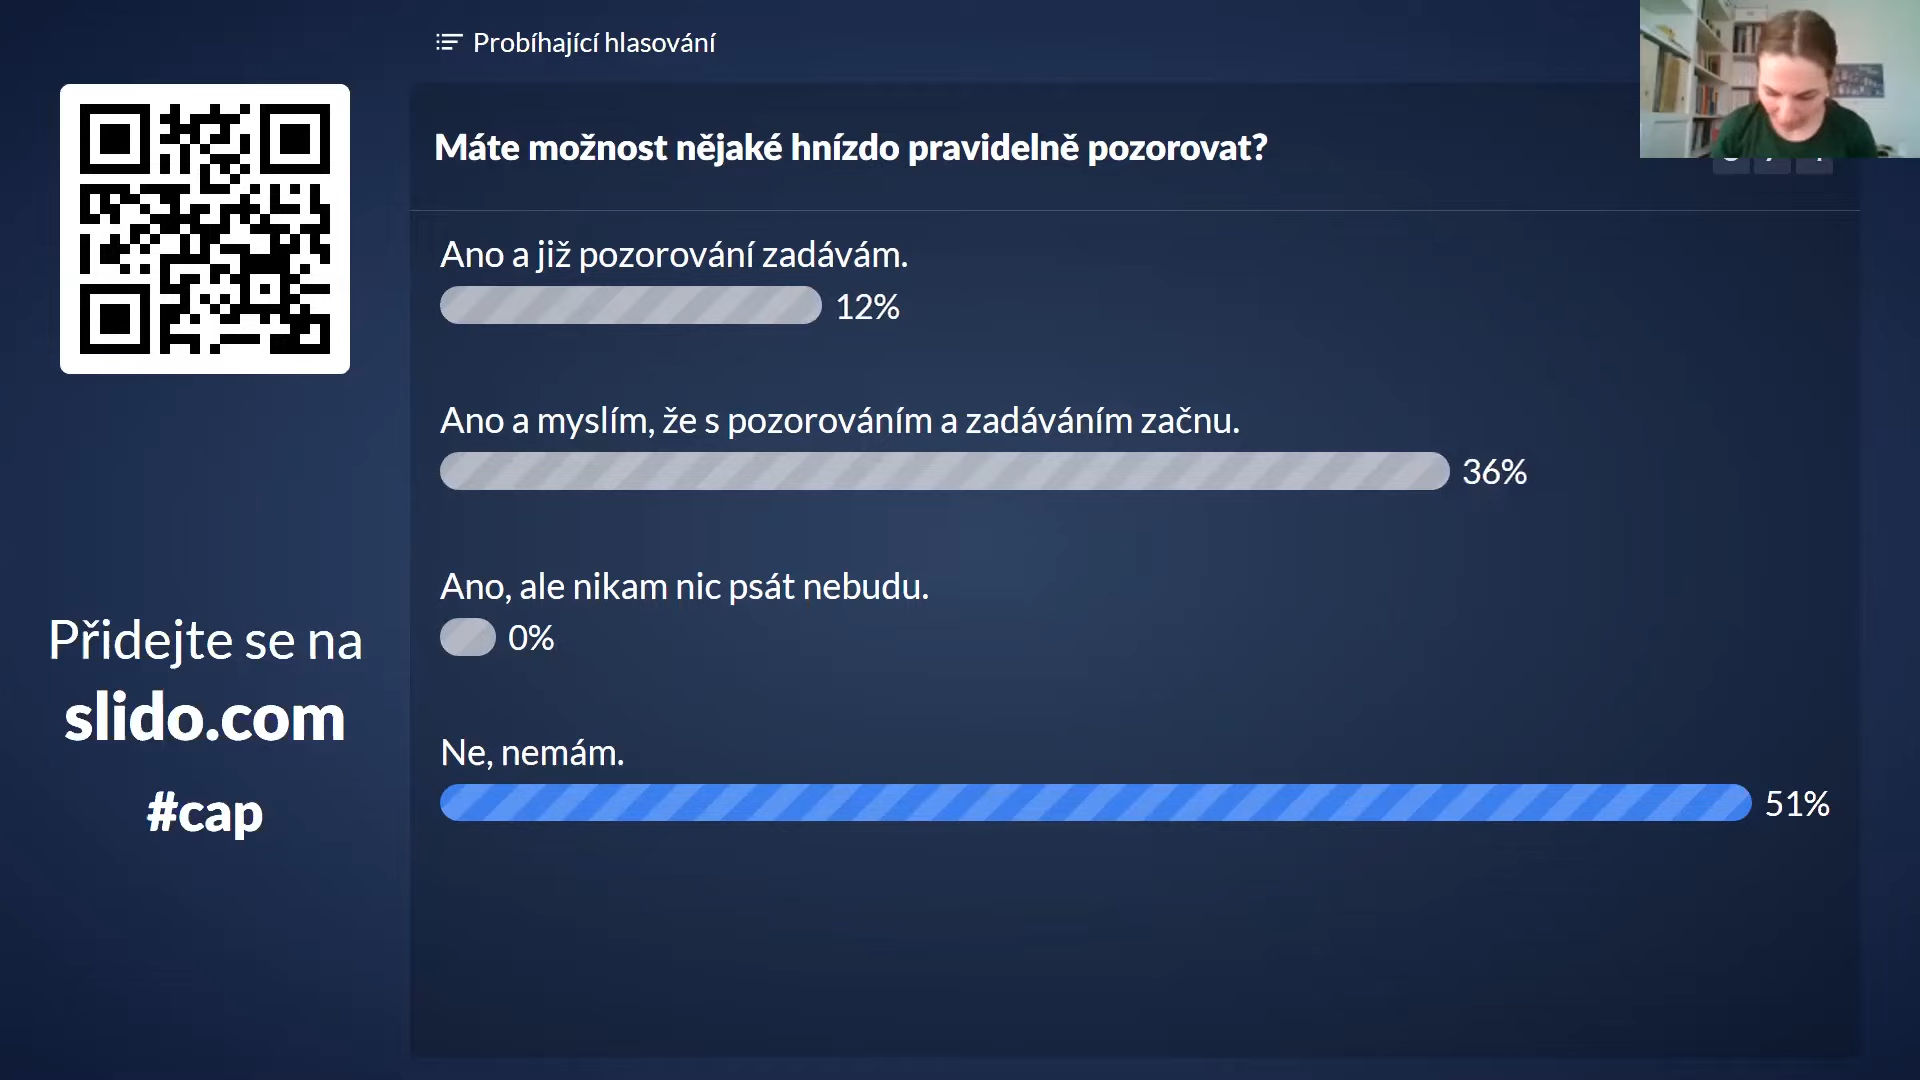 Probíhající hlasování
Máte možnost nějaké hnízdo pravidelně pozorovat?
Ano a již pozorování zadávám.
12%
Ano a myslím, že s pozorováním a zadáváním začnu.
36%
Ano, ale nikam nic psát nebudu.
0%
Ne, nemám.
51%
Přidejte se na
slido.com
#cap